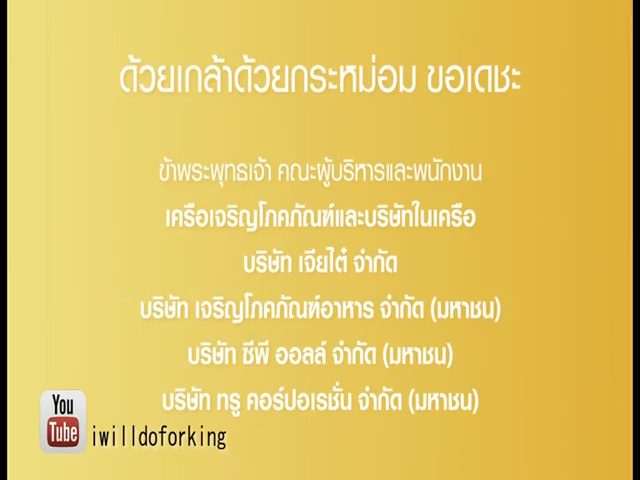 ด้วยเกล้าด้วยกระหม่อม ขอเดชะ
ข้าพระพุทธเจ้า คณะผู้บริหารและพนักงาน
เครือเจริญโภคภัณฑ์และบริษัทในเครือ
บริษัท เจียไต๋ จำกัด
บริษัท เจริญโภคภัณฑ์อาหาร จำกัด (มหาชน)
บริษัท ซีพี ออลล์ จำกัด (มหาชน)
บริษัท ทรู คอร์ปอเรชั่น จำกัด (มหาชน)
You
Tube iwilldoforking